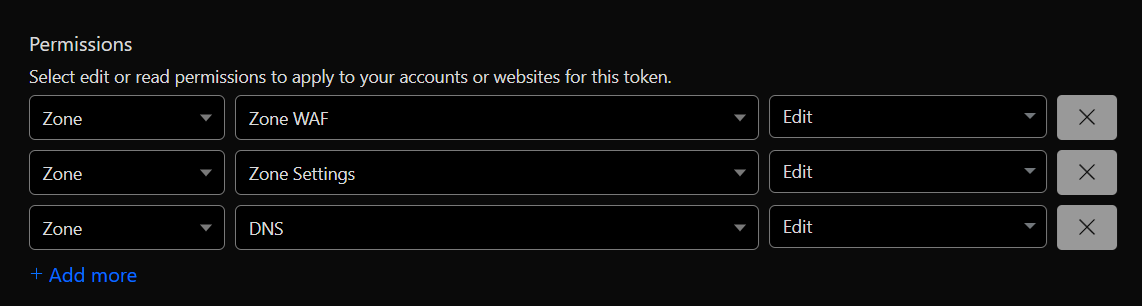 Permissions
Select edit or read permissions to apply to your accounts or websites for this token.
Zone Zone WAF Edit
Zone Zone Settings Edit
Zone DNS Edit
+ Add more